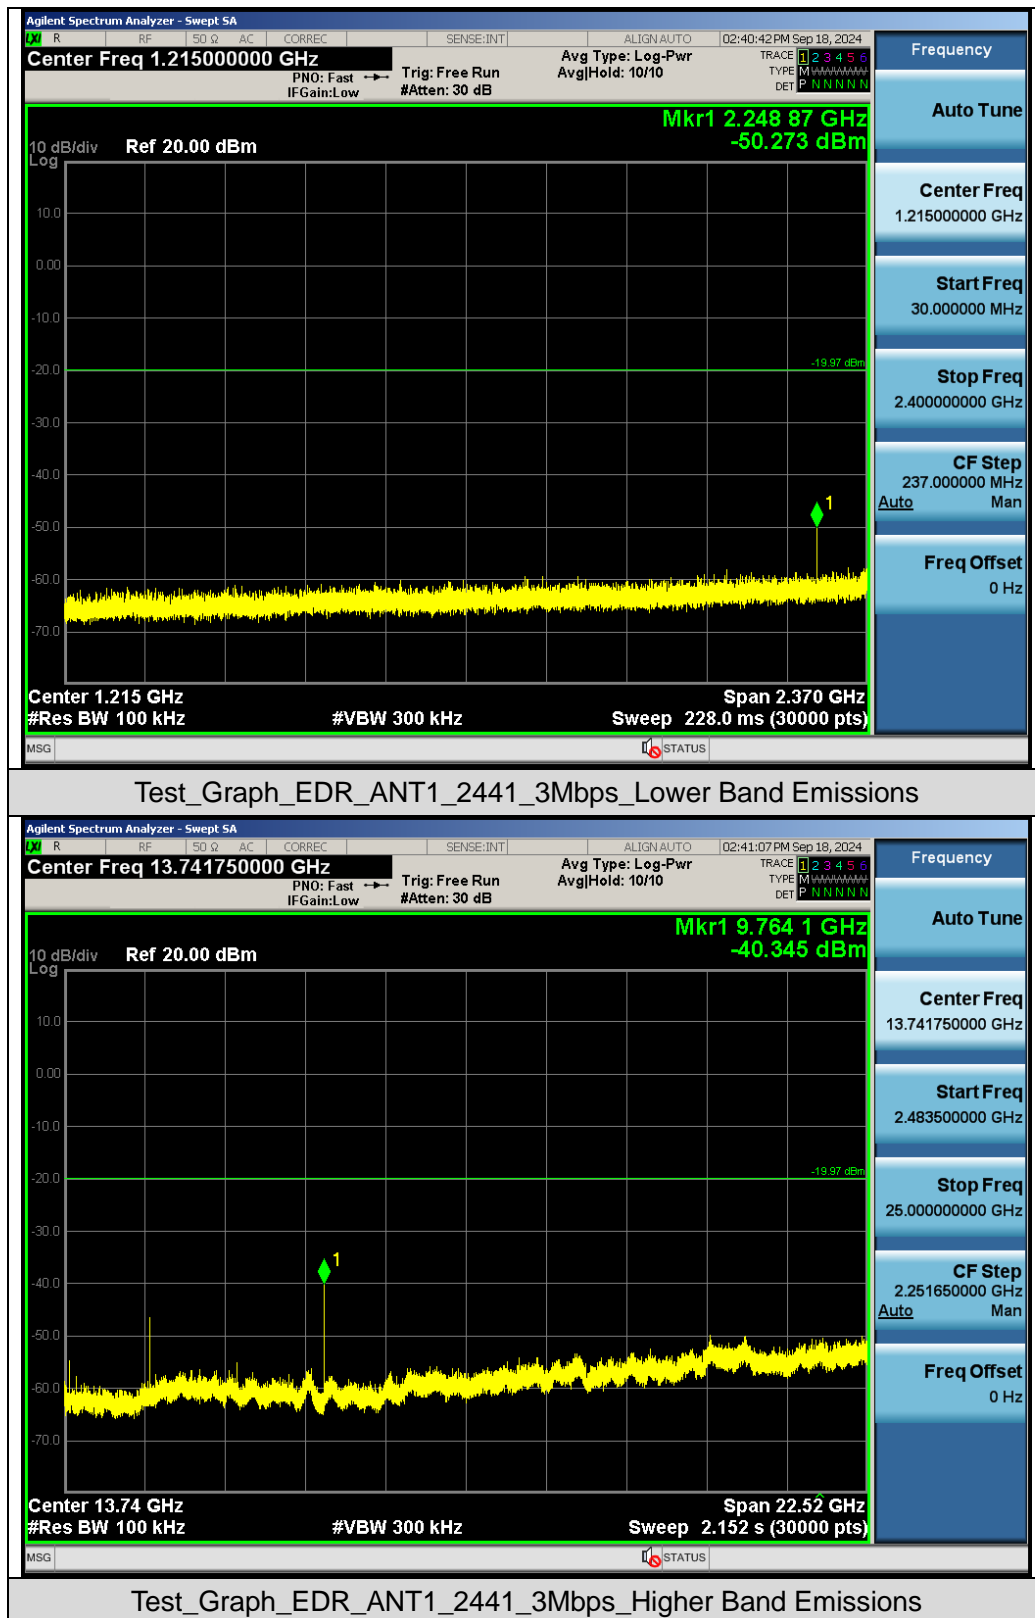 Agilent Spectrum Analyzer - Swept SA
LXI R RF 50 Ω AC CORREC SENSE:INT ALIGN AUTO 02:40:42 PM Sep 18, 2024
Center Freq 1.215000000 GHz
PNO: Fast
IFGain:Low
Trig: Free Run
#Atten: 30 dB
Avg Type: Log-Pwr
Avg|Hold: 10/10
TRACE 1 2 3 4 5 6
TYPE M WWWWW
DET P N N N N N
Frequency
Mkr1 2.248 87 GHz
-50.273 dBm
10 dB/div Ref 20.00 dBm
Log
10.0
0.00
-10.0
-20.0
-30.0
-40.0
-50.0
-60.0
-70.0
-19.97 dBm
1
Center 1.215 GHz Span 2.370 GHz
#Res BW 100 kHz #VBW 300 kHz Sweep 228.0 ms (30000 pts)
MSG STATUS
Auto Tune
Center Freq
1.215000000 GHz
Start Freq
30.000000 MHz
Stop Freq
2.400000000 GHz
CF Step
237.000000 MHz
Auto Man
Freq Offset
0 Hz
Test_Graph_EDR_ANT1_2441_3Mbps_Lower Band Emissions
Agilent Spectrum Analyzer - Swept SA
LXI R RF 50 Ω AC CORREC SENSE:INT ALIGN AUTO 02:41:07 PM Sep 18, 2024
Center Freq 13.741750000 GHz
PNO: Fast
IFGain:Low
Trig: Free Run
#Atten: 30 dB
Avg Type: Log-Pwr
Avg|Hold: 10/10
TRACE 1 2 3 4 5 6
TYPE M WWWWW
DET P N N N N N
Frequency
Mkr1 9.764 1 GHz
-40.345 dBm
10 dB/div Ref 20.00 dBm
Log
10.0
0.00
-10.0
-20.0
-30.0
-40.0
-50.0
-60.0
-70.0
-19.97 dBm
1
Center 13.74 GHz Span 22.52 GHz
#Res BW 100 kHz #VBW 300 kHz Sweep 2.152 s (30000 pts)
MSG STATUS
Auto Tune
Center Freq
13.741750000 GHz
Start Freq
2.483500000 GHz
Stop Freq
25.000000000 GHz
CF Step
2.251650000 GHz
Auto Man
Freq Offset
0 Hz
Test_Graph_EDR_ANT1_2441_3Mbps_Higher Band Emissions